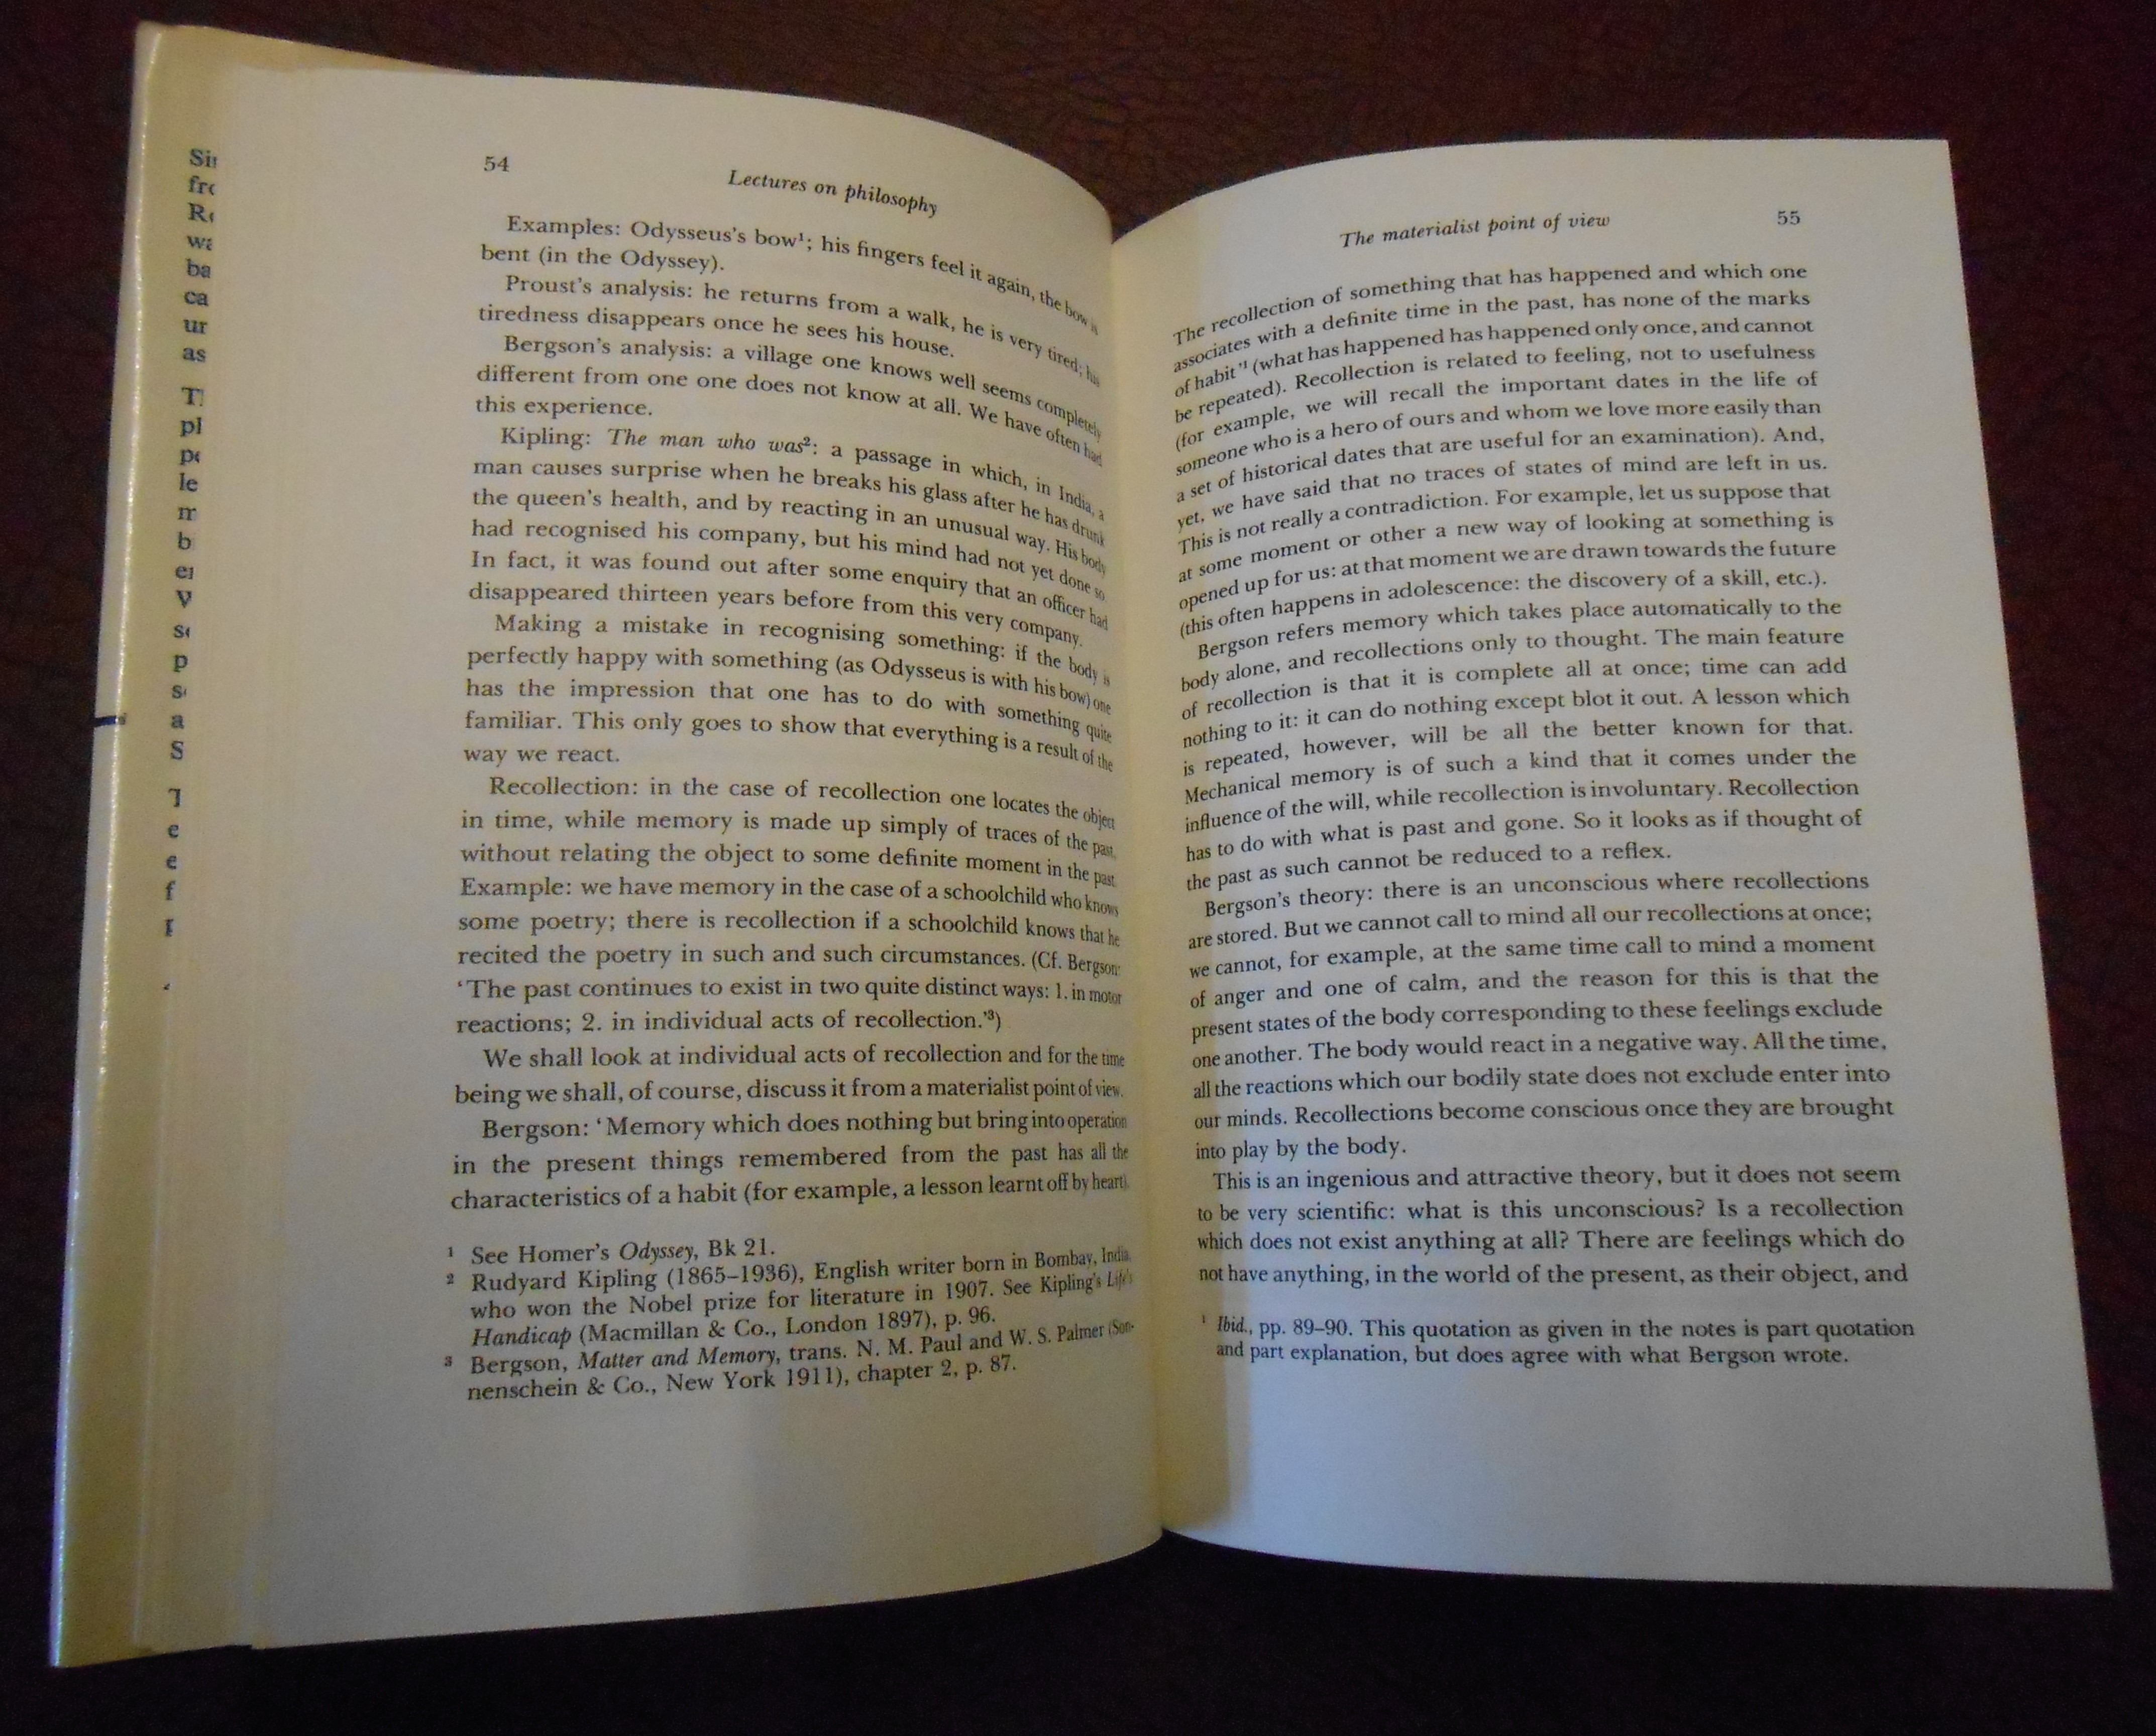 Sir
fro
Re
wa
ba
ca
ur
as
pl
le
b
V
p
a
S
e
e
f
54
Lectures on philosophy
Examples: Odysseus's bow¹; his fingers feel it again, the bow is
bent (in the Odyssey).
Proust's analysis: he returns from a walk, he is very tired; his
tiredness disappears once he sees his house.
Bergson's analysis: a village one knows well seems completely
different from one one does not know at all. We have often had
this experience.
Kipling: The man who was²: a passage in which, in India, a
man causes surprise when he breaks his glass after he has drunk
the queen's health, and by reacting in an unusual way. His body
had recognised his company, but his mind had not yet done so.
In fact, it was found out after some enquiry that an officer had
disappeared thirteen years before from this very company.
Making a mistake in recognising something: if the body is
perfectly happy with something (as Odysseus is with his bow) one
has the impression that one has to do with something quite
familiar. This only goes to show that everything is a result of the
way we react.
Recollection: in the case of recollection one locates the object
in time, while memory is made up simply of traces of the past,
without relating the object to some definite moment in the past.
Example: we have memory in the case of a schoolchild who knows
some poetry; there is recollection if a schoolchild knows that he
recited the poetry in such and such circumstances. (Cf. Bergson:
'The past continues to exist in two quite distinct ways: 1. in motor
reactions; 2. in individual acts of recollection.'³)
We shall look at individual acts of recollection and for the time
being we shall, of course, discuss it from a materialist point of view.
Bergson: 'Memory which does nothing but bring into operation
in the present things remembered from the past has all the
characteristics of a habit (for example, a lesson learnt off by heart).
¹ See Homer's Odyssey, Bk 21.
² Rudyard Kipling (1865–1936), English writer born in Bombay, India,
who won the Nobel prize for literature in 1907. See Kipling's Life's
Handicap (Macmillan & Co., London 1897), p. 96.
³ Bergson, Matter and Memory, trans. N. M. Paul and W. S. Palmer (Son-
nenschein & Co., New York 1911), chapter 2, p. 87.
The materialist point of view
55
The recollection of something that has happened and which one
associates with a definite time in the past, has none of the marks
of habit'¹ (what has happened has happened only once, and cannot
be repeated). Recollection is related to feeling, not to usefulness
(for example, we will recall the important dates in the life of
someone who is a hero of ours and whom we love more easily than
a set of historical dates that are useful for an examination). And,
yet, we have said that no traces of states of mind are left in us.
This is not really a contradiction. For example, let us suppose that
at some moment or other a new way of looking at something is
opened up for us: at that moment we are drawn towards the future
(this often happens in adolescence: the discovery of a skill, etc.).
Bergson refers memory which takes place automatically to the
body alone, and recollections only to thought. The main feature
of recollection is that it is complete all at once; time can add
nothing to it: it can do nothing except blot it out. A lesson which
is repeated, however, will be all the better known for that.
Mechanical memory is of such a kind that it comes under the
influence of the will, while recollection is involuntary. Recollection
has to do with what is past and gone. So it looks as if thought of
the past as such cannot be reduced to a reflex.
Bergson's theory: there is an unconscious where recollections
are stored. But we cannot call to mind all our recollections at once;
we cannot, for example, at the same time call to mind a moment
of anger and one of calm, and the reason for this is that the
present states of the body corresponding to these feelings exclude
one another. The body would react in a negative way. All the time,
all the reactions which our bodily state does not exclude enter into
our minds. Recollections become conscious once they are brought
into play by the body.
This is an ingenious and attractive theory, but it does not seem
to be very scientific: what is this unconscious? Is a recollection
which does not exist anything at all? There are feelings which do
not have anything, in the world of the present, as their object, and
¹ Ibid., pp. 89–90. This quotation as given in the notes is part quotation
and part explanation, but does agree with what Bergson wrote.